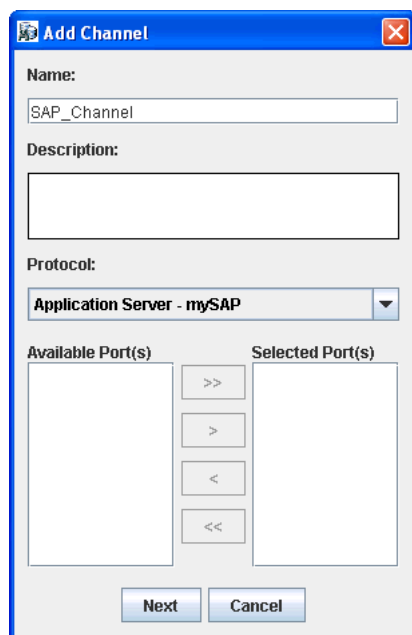 Add Channel
Name:
SAP_Channel
Description:
Protocol:
Application Server - mySAP
Available Port(s) Selected Port(s)
>>
>
<
<<
Next Cancel